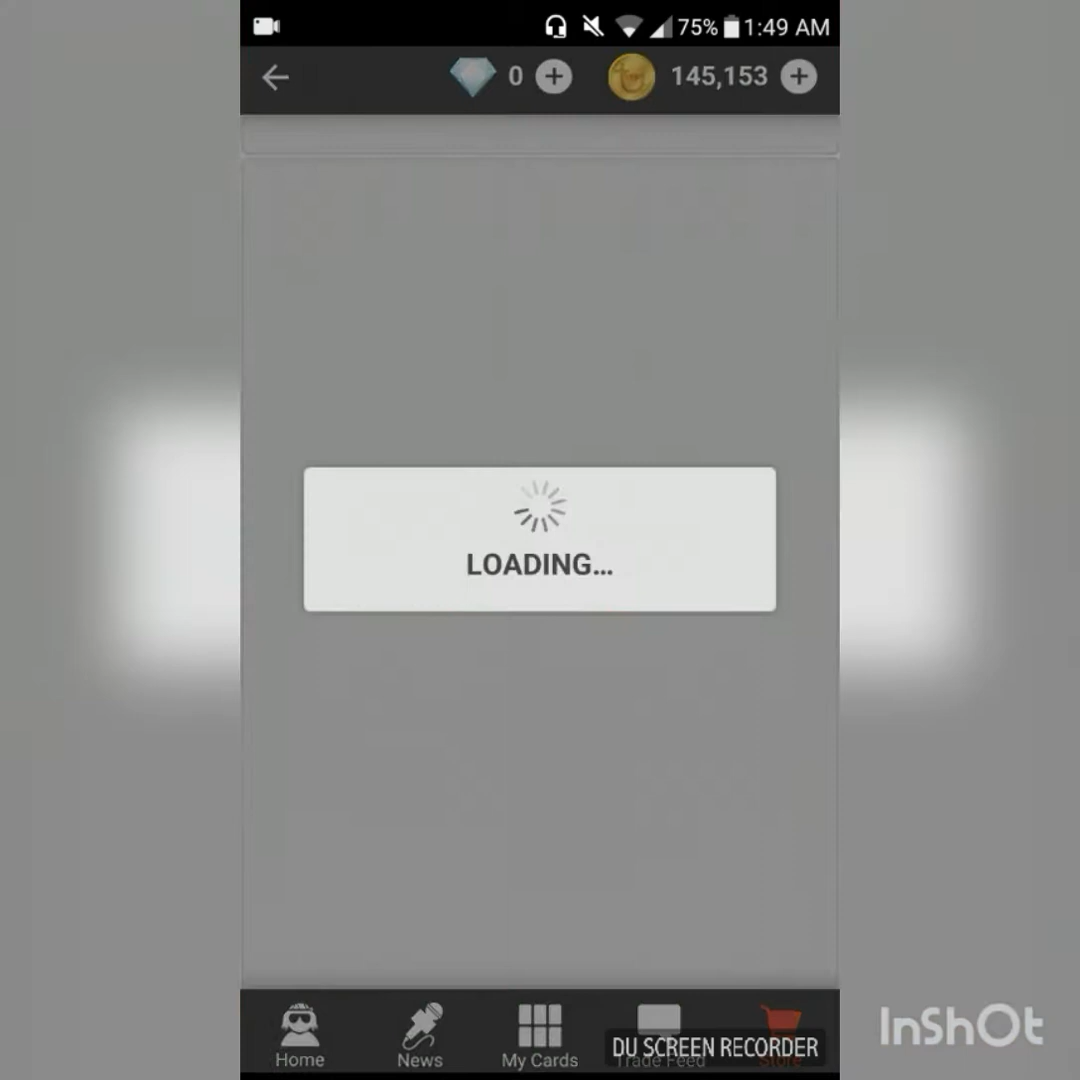 75% 1:49 AM
0 145,153
LOADING...
Home News My Cards Trade Feed Store
DU SCREEN RECORDER
InShOt